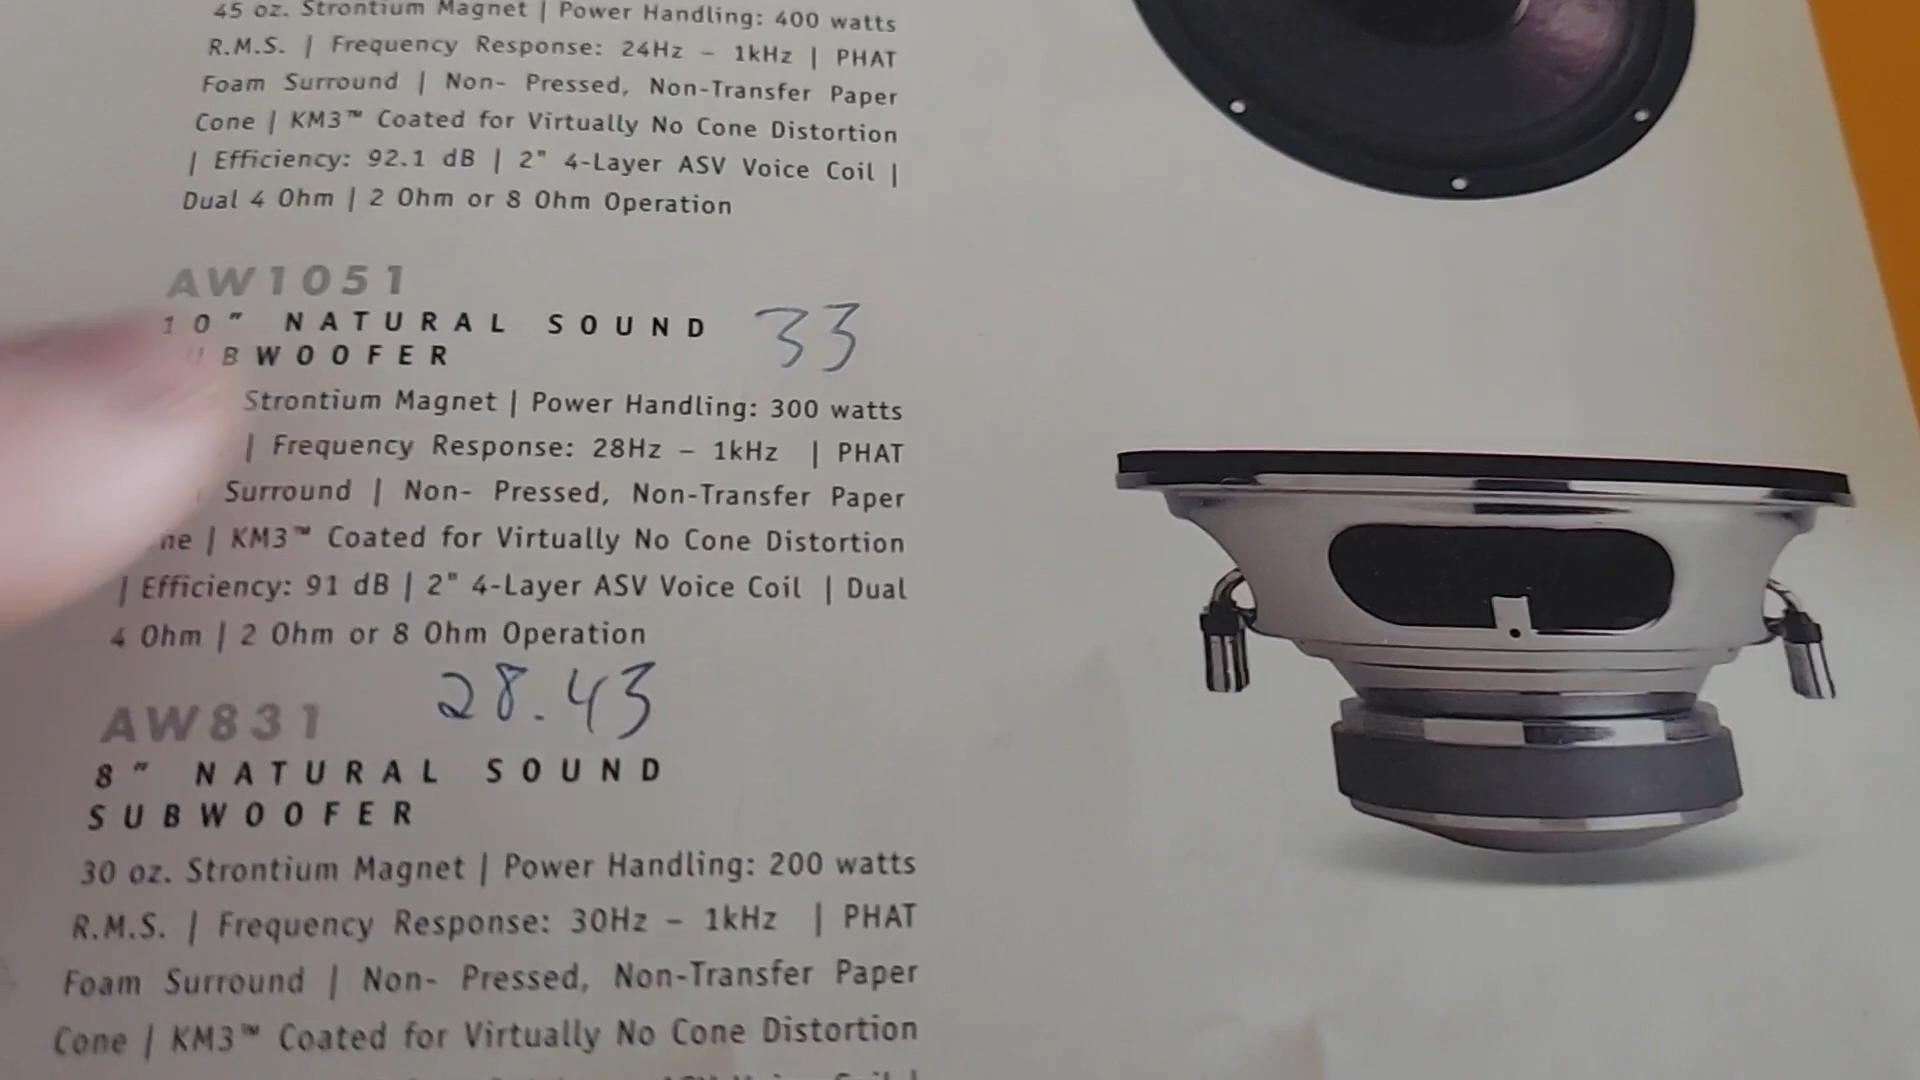 45 oz. Strontium Magnet | Power Handling: 400 watts
R.M.S. | Frequency Response: 24Hz – 1kHz | PHAT
Foam Surround | Non- Pressed, Non-Transfer Paper
Cone | KM3™ Coated for Virtually No Cone Distortion
| Efficiency: 92.1 dB | 2" 4-Layer ASV Voice Coil |
Dual 4 Ohm | 2 Ohm or 8 Ohm Operation
AW1051
10" NATURAL SOUND 33
UBWOOFER
Strontium Magnet | Power Handling: 300 watts
| Frequency Response: 28Hz – 1kHz | PHAT
Surround | Non- Pressed, Non-Transfer Paper
ne | KM3™ Coated for Virtually No Cone Distortion
| Efficiency: 91 dB | 2" 4-Layer ASV Voice Coil | Dual
4 Ohm | 2 Ohm or 8 Ohm Operation
AW831 28.43
8" NATURAL SOUND
SUBWOOFER
30 oz. Strontium Magnet | Power Handling: 200 watts
R.M.S. | Frequency Response: 30Hz – 1kHz | PHAT
Foam Surround | Non- Pressed, Non-Transfer Paper
Cone | KM3™ Coated for Virtually No Cone Distortion